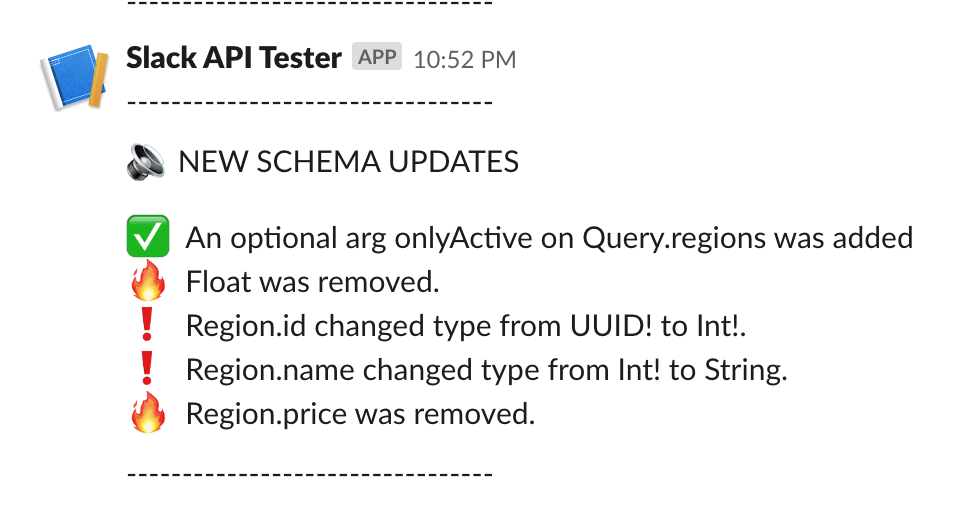 ---------------------------------
Slack API Tester APP 10:52 PM
---------------------------------
NEW SCHEMA UPDATES
An optional arg onlyActive on Query.regions was added
Float was removed.
Region.id changed type from UUID! to Int!.
Region.name changed type from Int! to String.
Region.price was removed.
---------------------------------